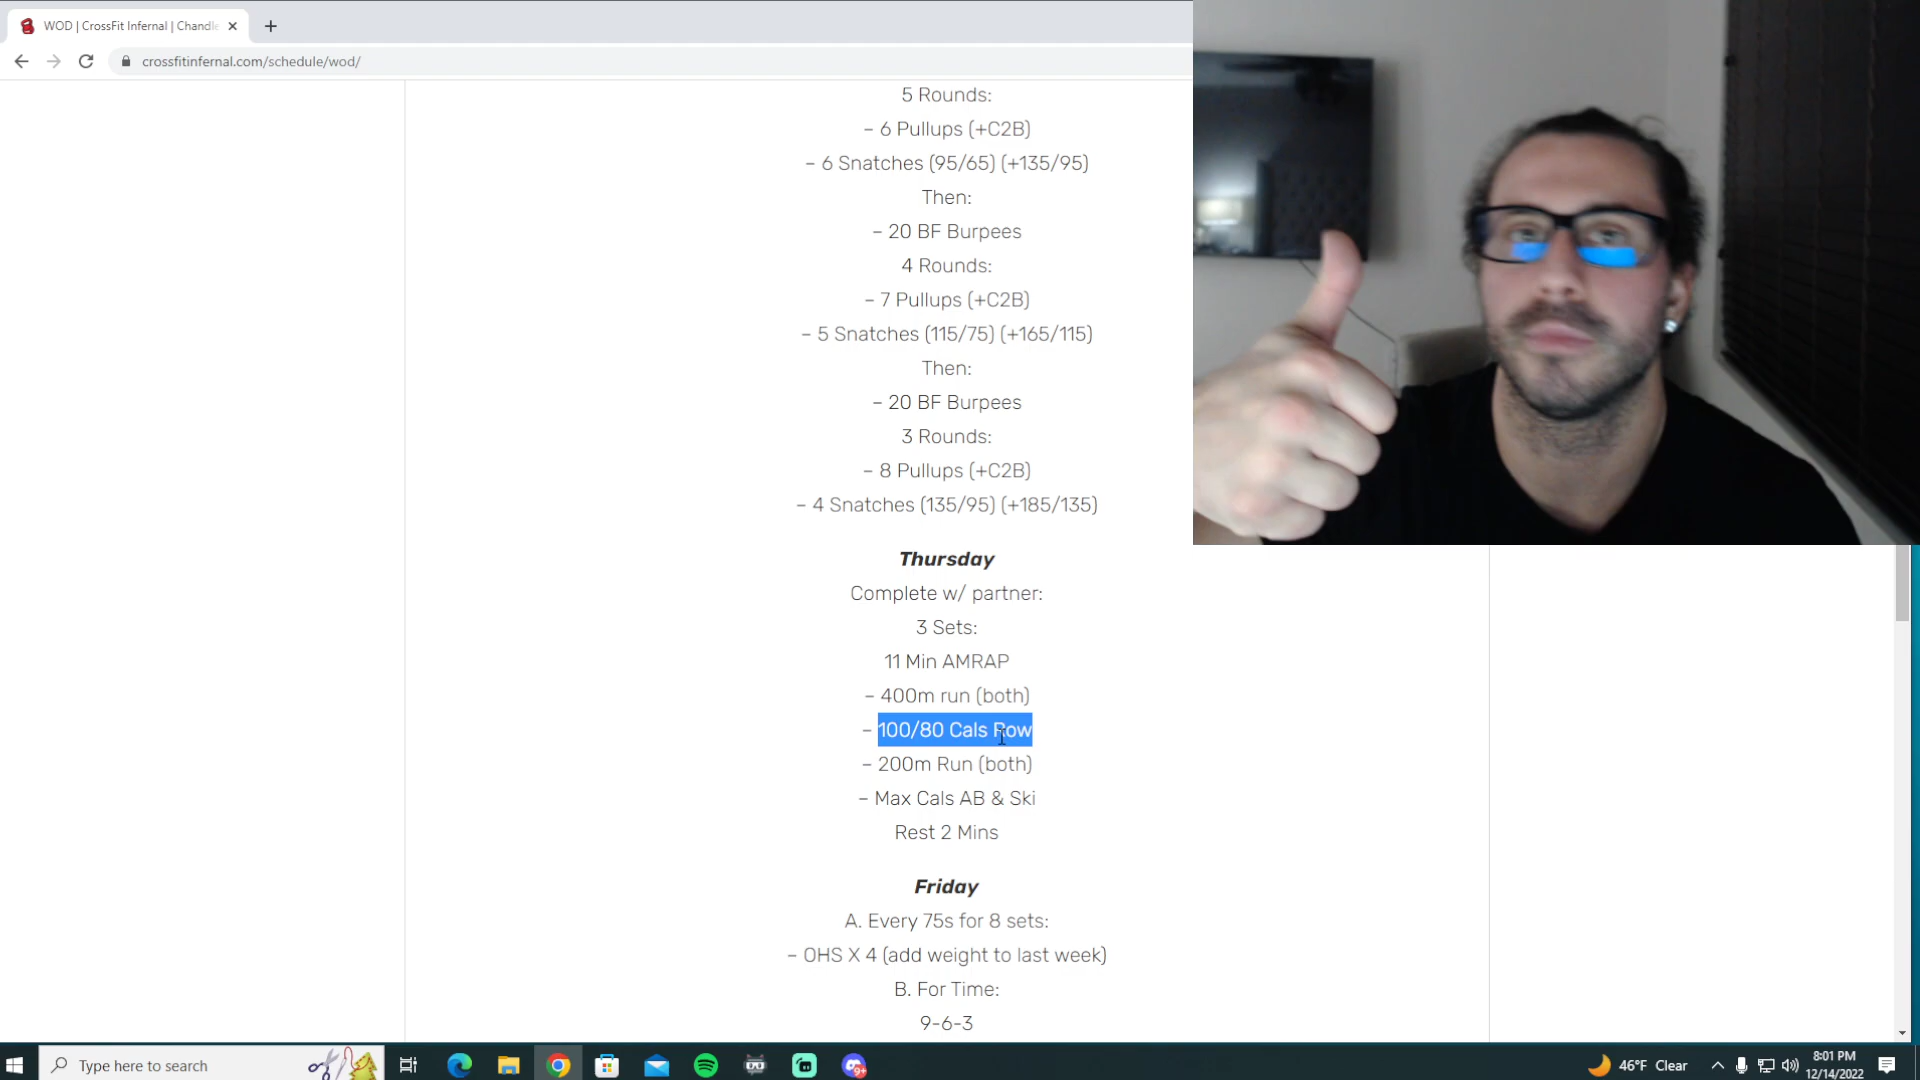 WOD | CrossFit Infernal | Chandle
crossfitinfernal.com/schedule/wod/
5 Rounds:
– 6 Pullups (+C2B)
– 6 Snatches (95/65) (+135/95)
Then:
– 20 BF Burpees
4 Rounds:
– 7 Pullups (+C2B)
– 5 Snatches (115/75) (+165/115)
Then:
– 20 BF Burpees
3 Rounds:
– 8 Pullups (+C2B)
– 4 Snatches (135/95) (+185/135)
Thursday
Complete w/ partner:
3 Sets:
11 Min AMRAP
– 400m run (both)
– 100/80 Cals Row
– 200m Run (both)
– Max Cals AB & Ski
Rest 2 Mins
Friday
A. Every 75s for 8 sets:
– OHS X 4 (add weight to last week)
B. For Time:
9-6-3
Type here to search
9+
46°F Clear
8:01 PM
12/14/2022